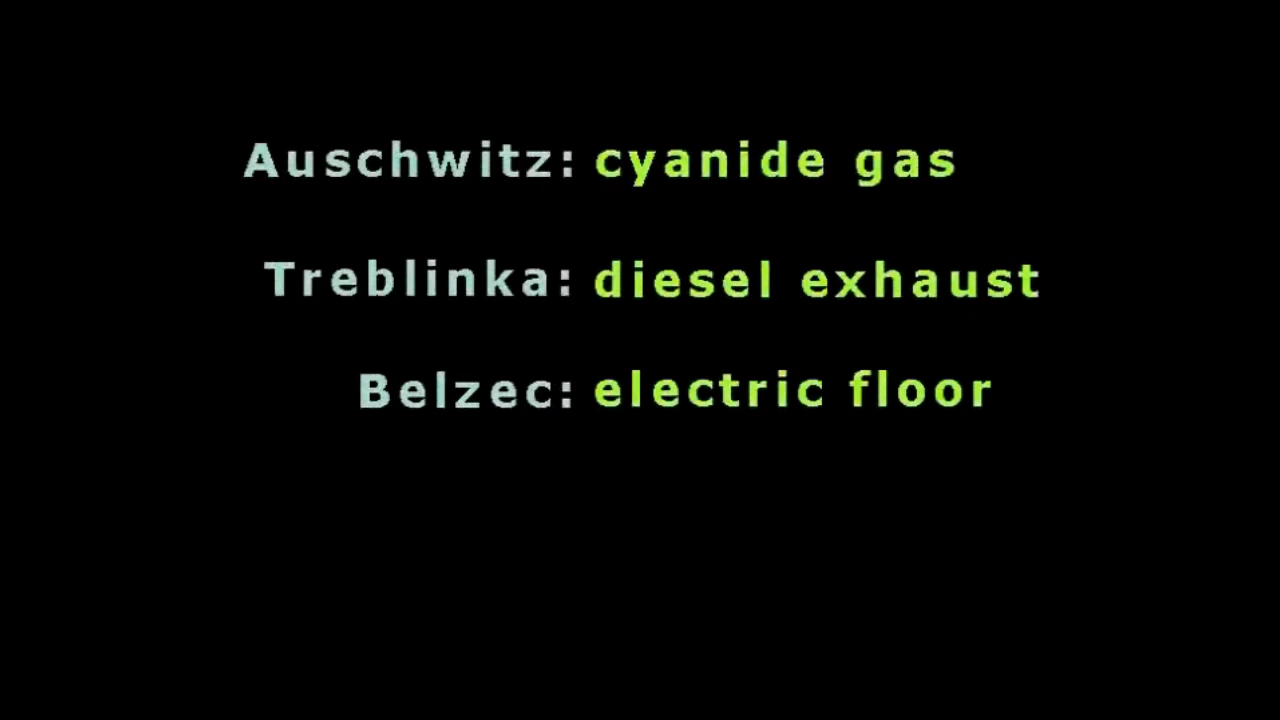 Auschwitz: cyanide gas
Treblinka: diesel exhaust
Belzec: electric floor